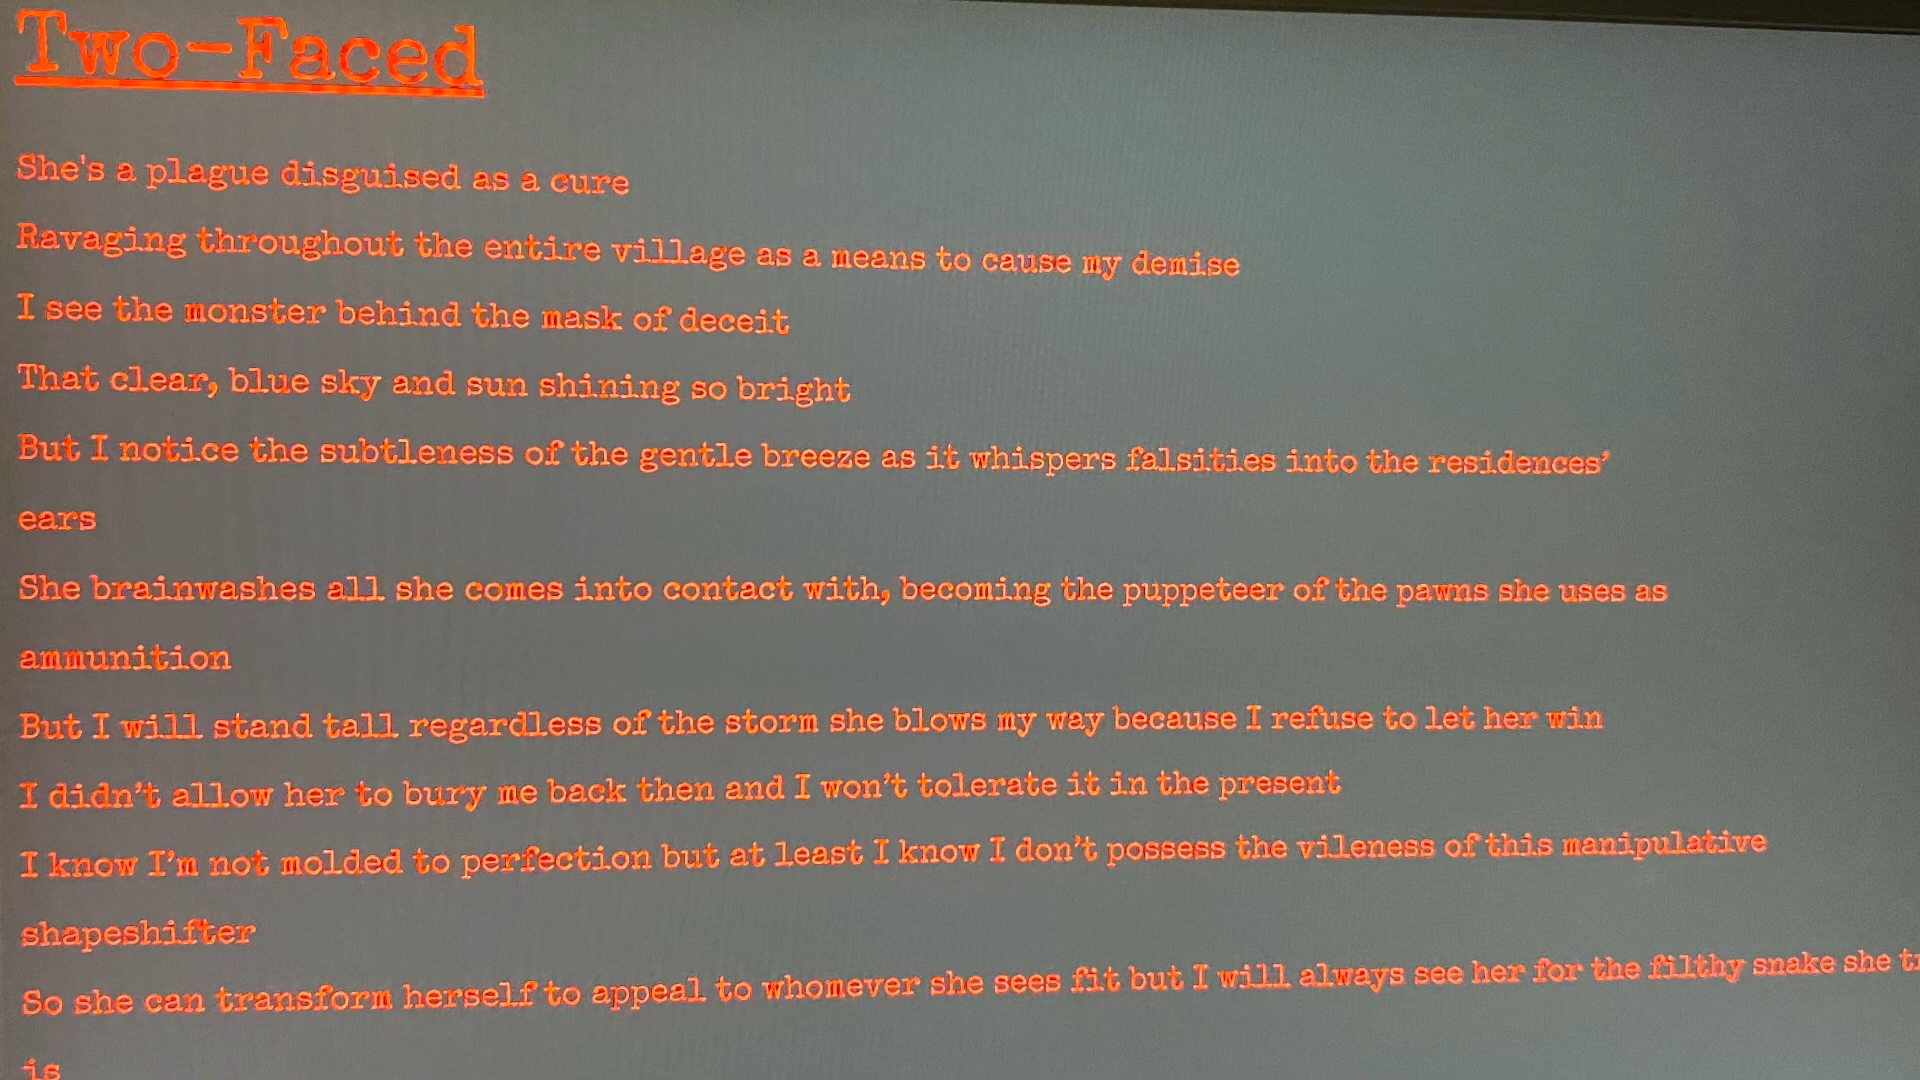 Two-Faced
She's a plague disguised as a cure
Ravaging throughout the entire village as a means to cause my demise
I see the monster behind the mask of deceit
That clear, blue sky and sun shining so bright
But I notice the subtleness of the gentle breeze as it whispers falsities into the residences’
ears
She brainwashes all she comes into contact with, becoming the puppeteer of the pawns she uses as
ammunition
But I will stand tall regardless of the storm she blows my way because I refuse to let her win
I didn’t allow her to bury me back then and I won’t tolerate it in the present
I know I’m not molded to perfection but at least I know I don’t possess the vileness of this manipulative
shapeshifter
So she can transform herself to appeal to whomever she sees fit but I will always see her for the filthy snake she
is